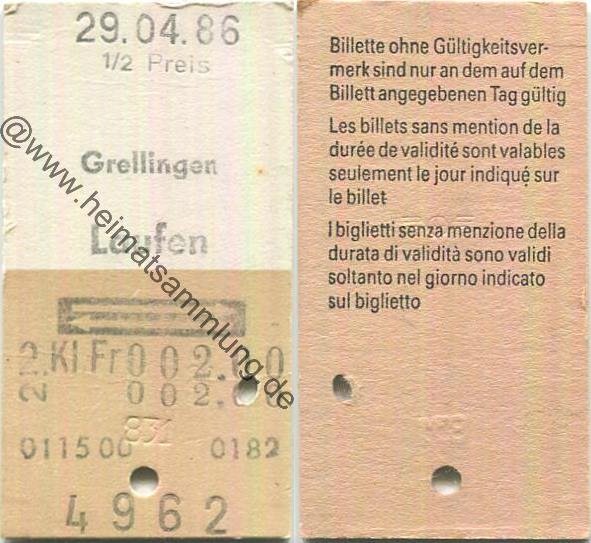 29.04.86
1/2 Preis
Grellingen
Laufen
2.Kl Fr 002.00
2. 002.00
831
011500 0182
4962
@www.heimatsammlung.de
Billette ohne Gültigkeitsver-
merk sind nur an dem auf dem
Billett angegebenen Tag gültig
Les billets sans mention de la
durée de validité sont valables
seulement le jour indiqué sur
le billet
I biglietti senza menzione della
durata di validità sono validi
soltanto nel giorno indicato
sul biglietto